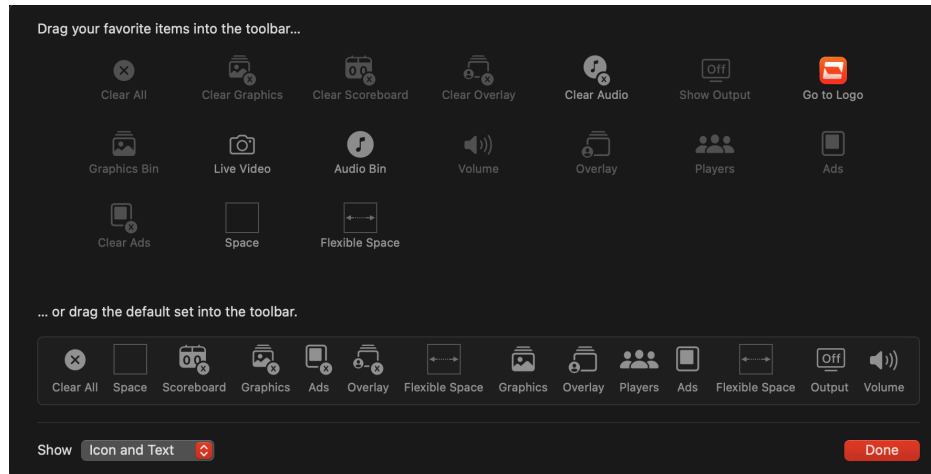 Drag your favorite items into the toolbar...
Off
Clear All Clear Graphics Clear Scoreboard Clear Overlay Clear Audio Show Output Go to Logo
Graphics Bin Live Video Audio Bin Volume Overlay Players Ads
Clear Ads Space Flexible Space
... or drag the default set into the toolbar.
Off
Clear All Space Scoreboard Graphics Ads Overlay Flexible Space Graphics Overlay Players Ads Flexible Space Output Volume
Show Icon and Text Done